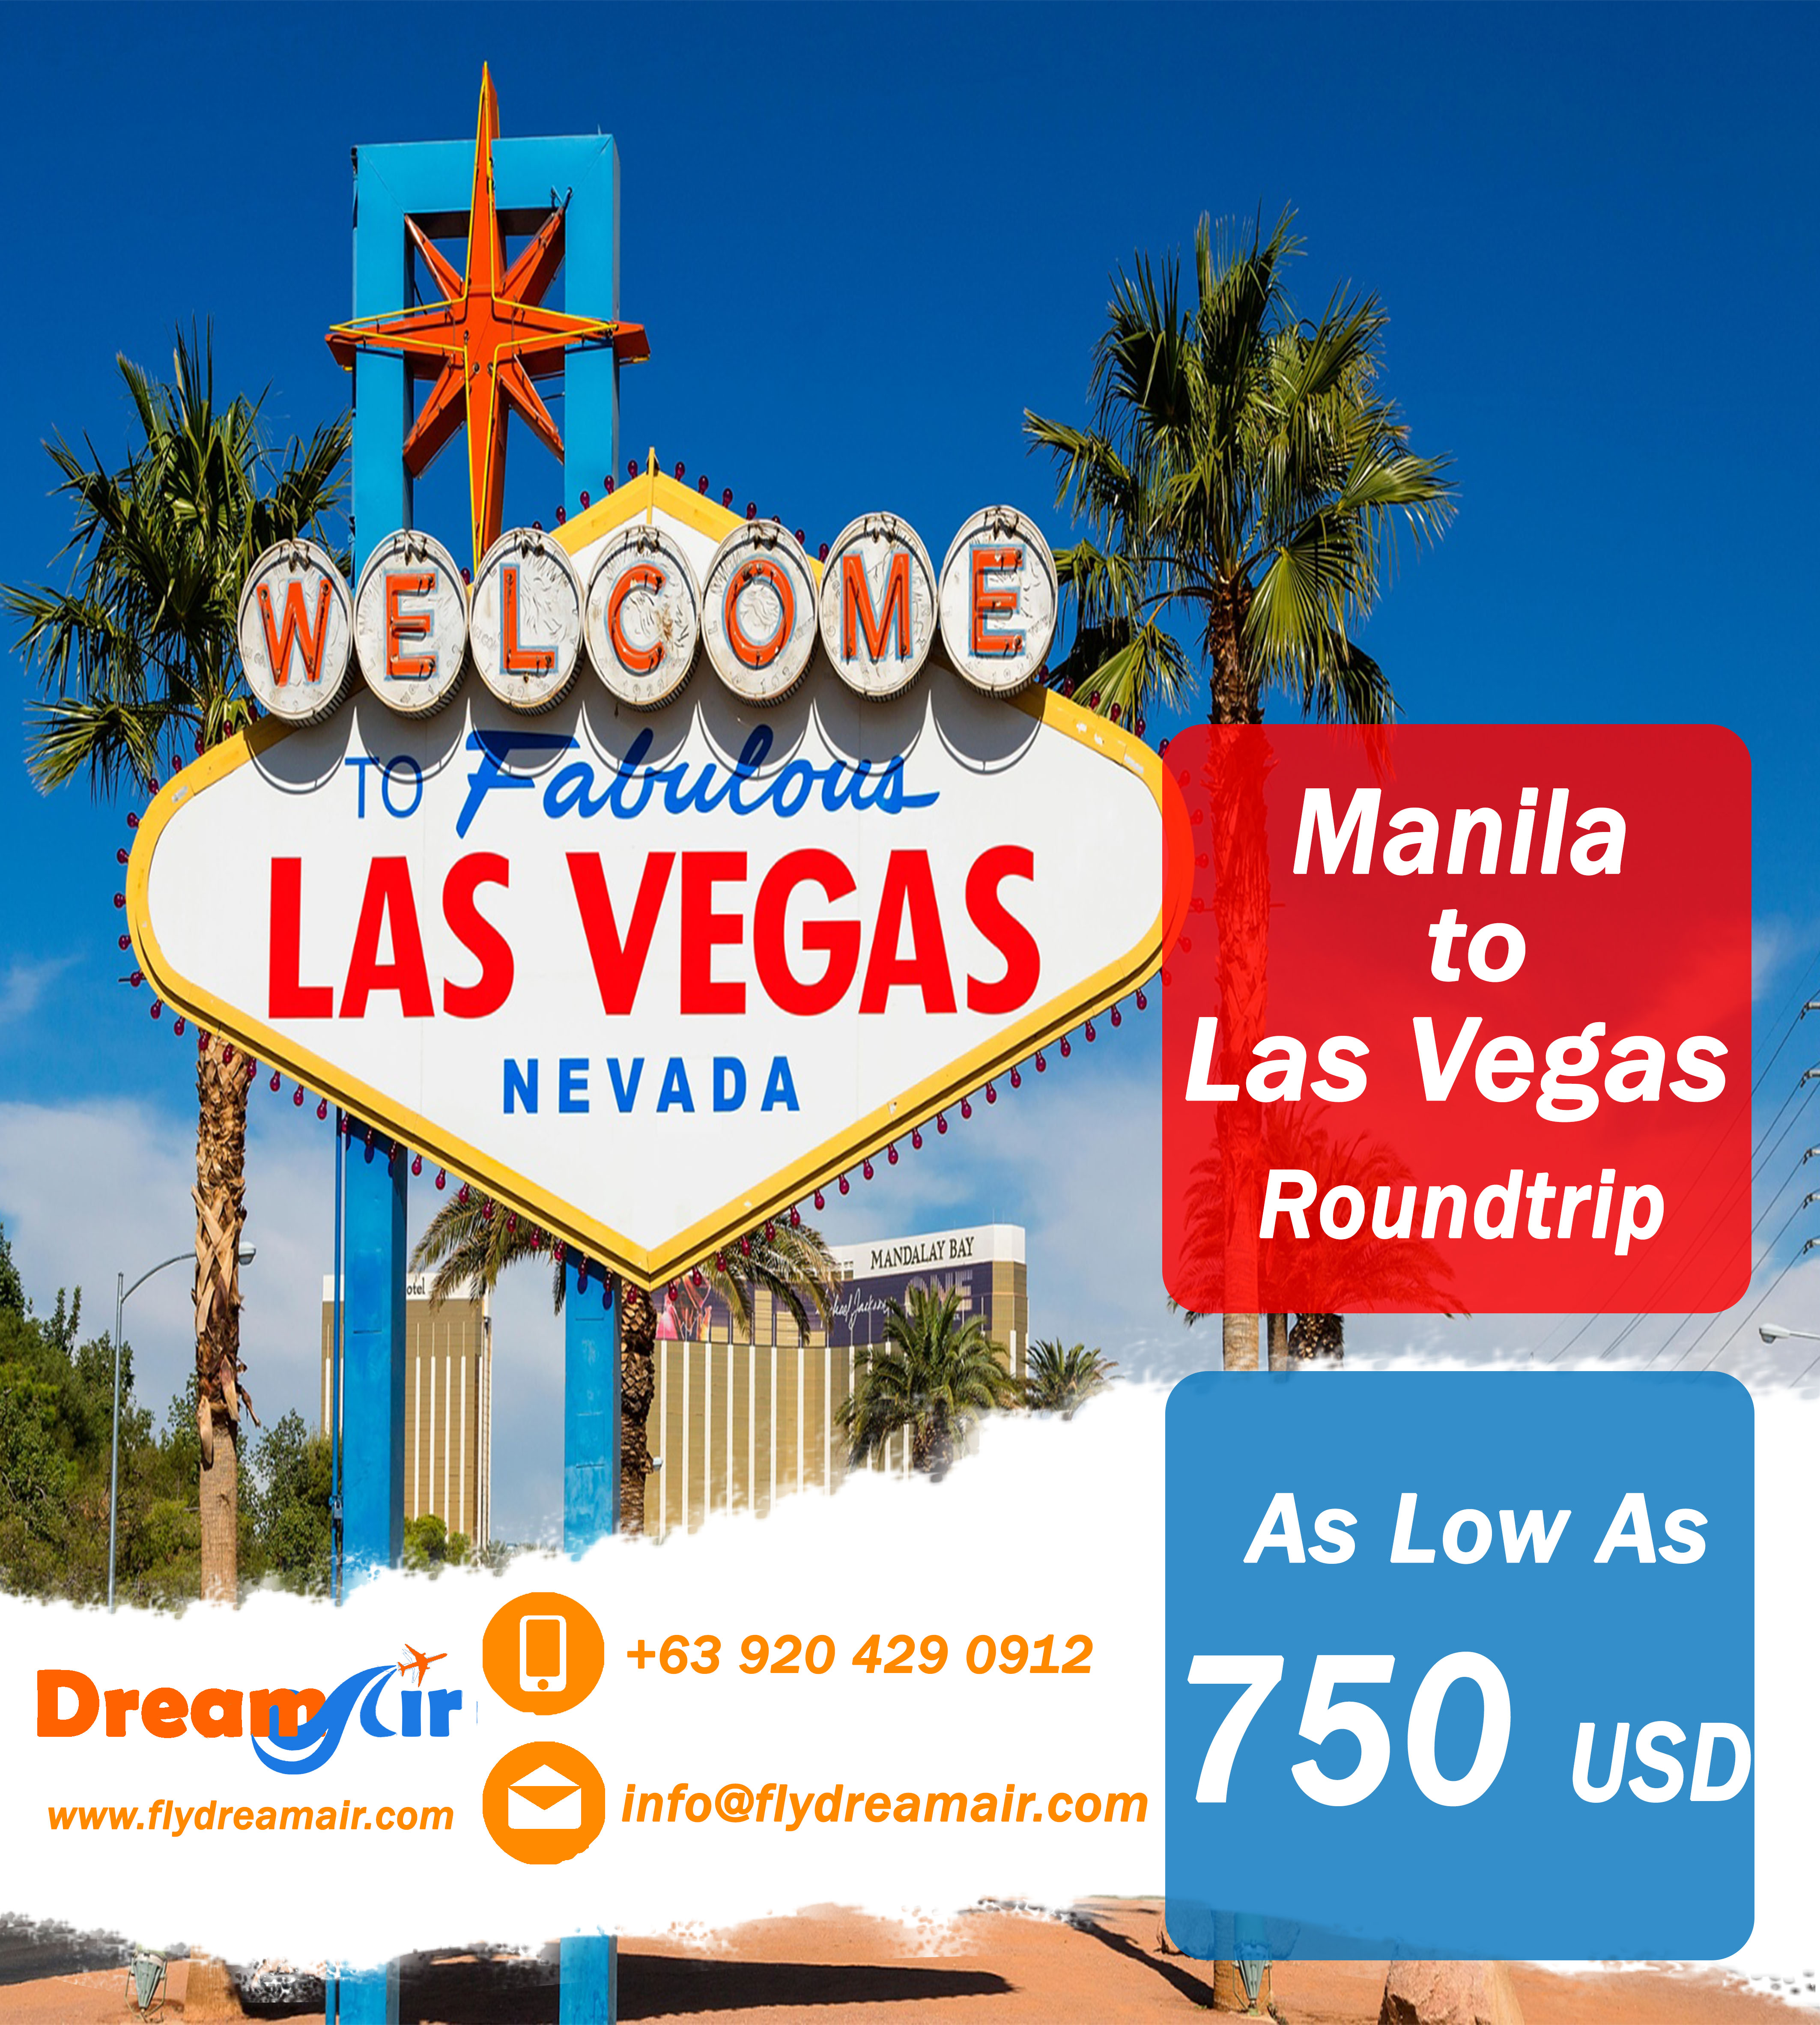 WELCOME
TO Fabulous
LAS VEGAS
NEVADA
Manila
to
Las Vegas
Roundtrip
MANDALAY BAY
ONE
As Low As
750 USD
DreamAir
www.flydreamair.com
+63 920 429 0912
info@flydreamair.com